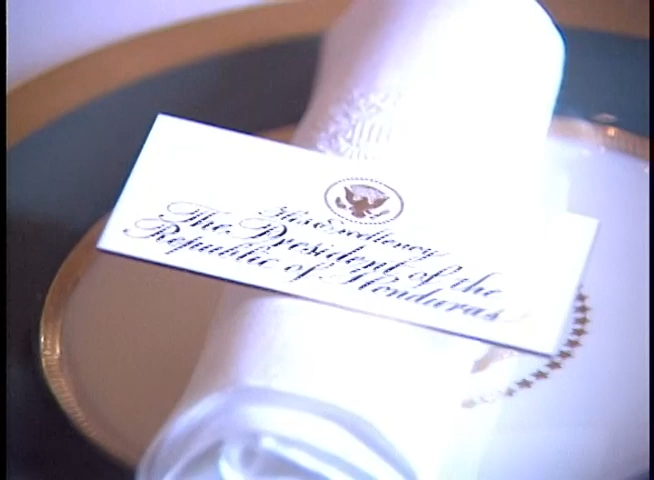 His Excellency
The President of the
Republic of Honduras